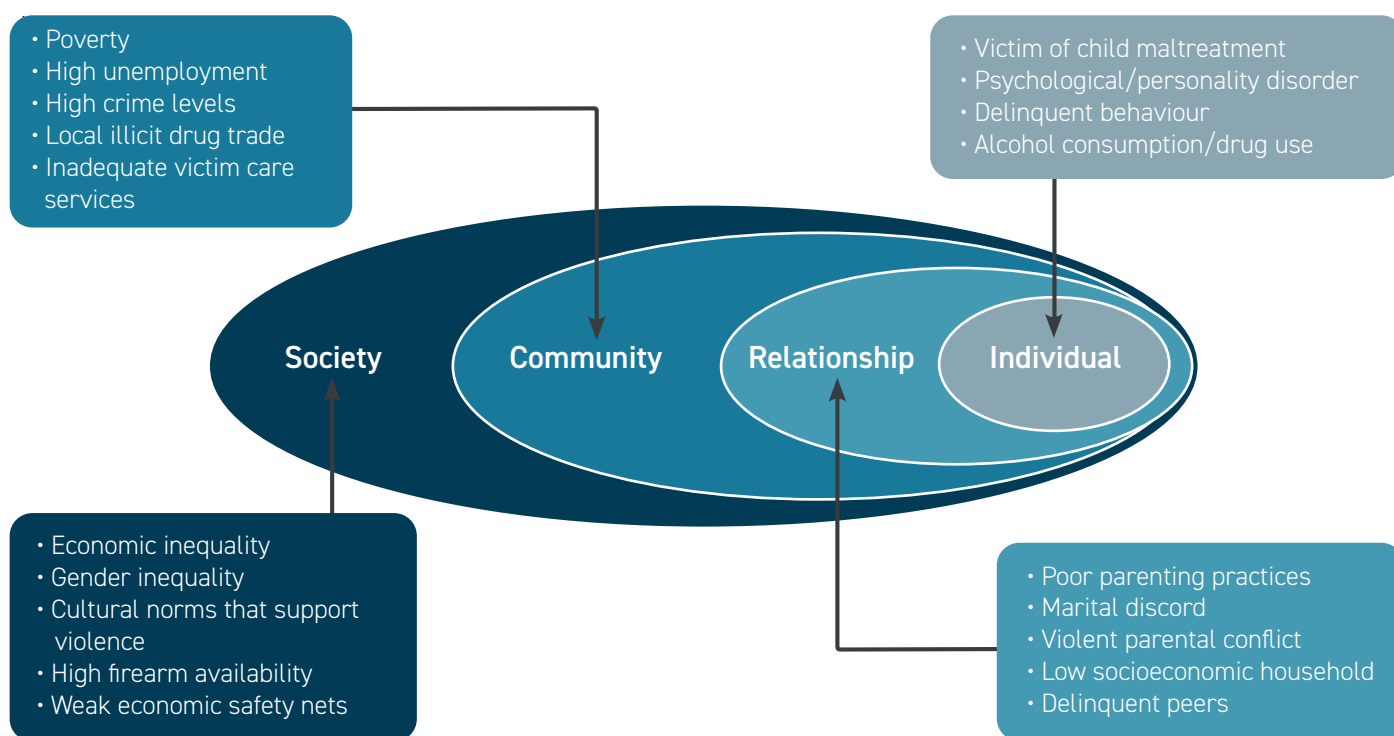 • Poverty
• High unemployment
• High crime levels
• Local illicit drug trade
• Inadequate victim care
services
• Victim of child maltreatment
• Psychological/personality disorder
• Delinquent behaviour
• Alcohol consumption/drug use
Society
Community
Relationship
Individual
• Economic inequality
• Gender inequality
• Cultural norms that support
violence
• High firearm availability
• Weak economic safety nets
• Poor parenting practices
• Marital discord
• Violent parental conflict
• Low socioeconomic household
• Delinquent peers